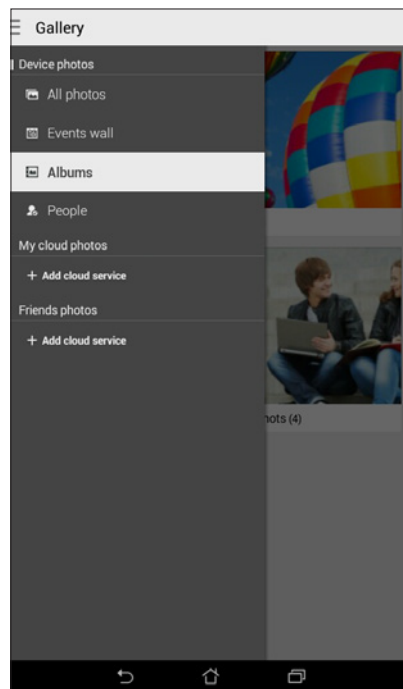 Gallery
Device photos
All photos
Events wall
Albums
People
My cloud photos
+ Add cloud service
Friends photos
+ Add cloud service
(4)